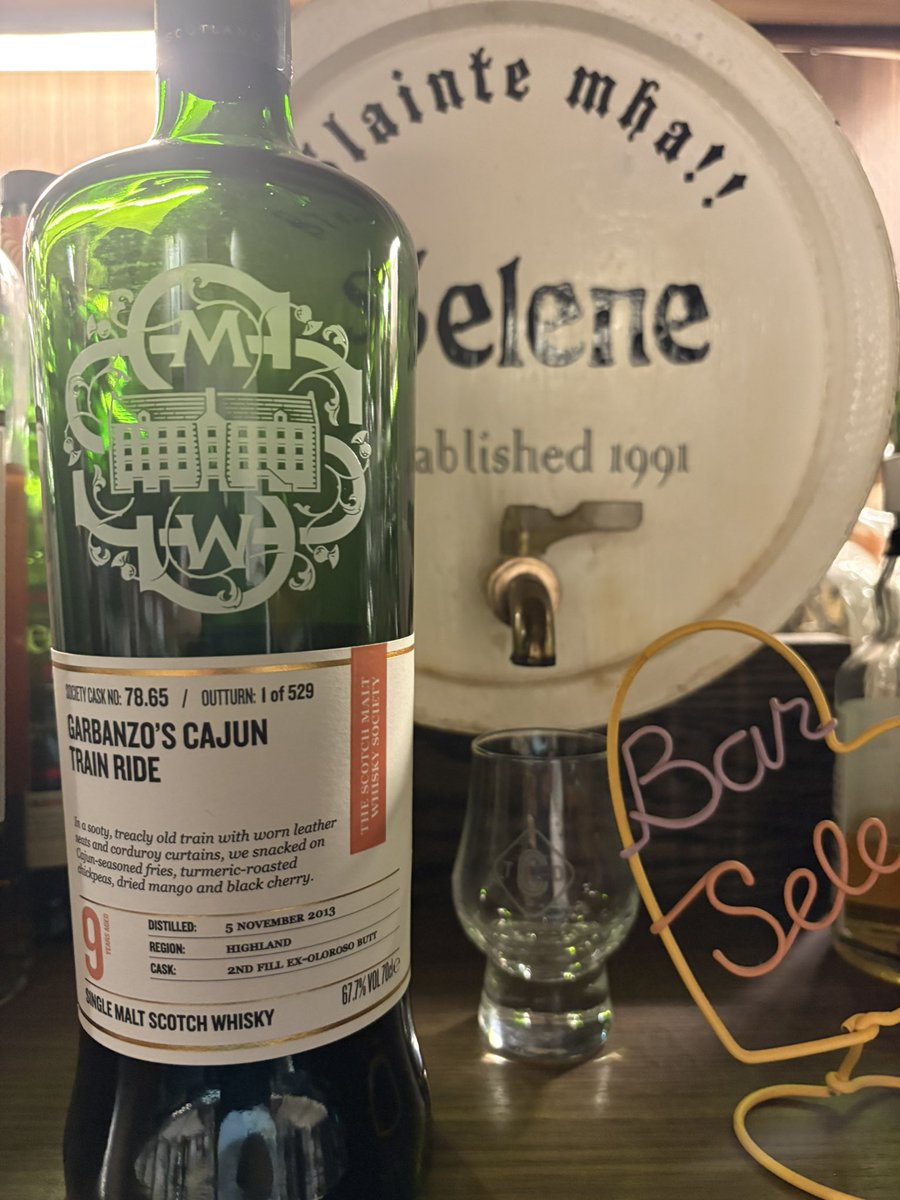 SCOTLAND
SMWS
Slainte mha!!
Selene
ablished 1991
SOCIETY CASK NO: 78.65 / OUTTURN: 1 of 529
GARBANZO'S CAJUN
TRAIN RIDE
THE SCOTCH MALT
WHISKY SOCIETY
In a sooty, treacly old train with worn leather
seats and corduroy curtains, we snacked on
Cajun-seasoned fries, turmeric-roasted
chickpeas, dried mango and black cherry.
9
YEARS AGED
DISTILLED: 5 NOVEMBER 2013
REGION: HIGHLAND
CASK: 2ND FILL EX-OLOROSO BUTT
67.7% VOL 70cl e
SINGLE MALT SCOTCH WHISKY
Bar
Sele